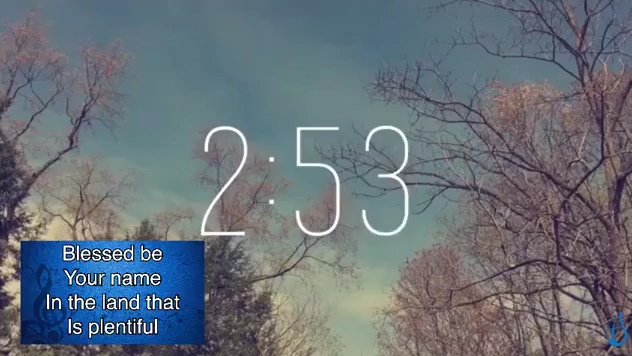 2:53
Blessed be
Your name
In the land that
Is plentiful